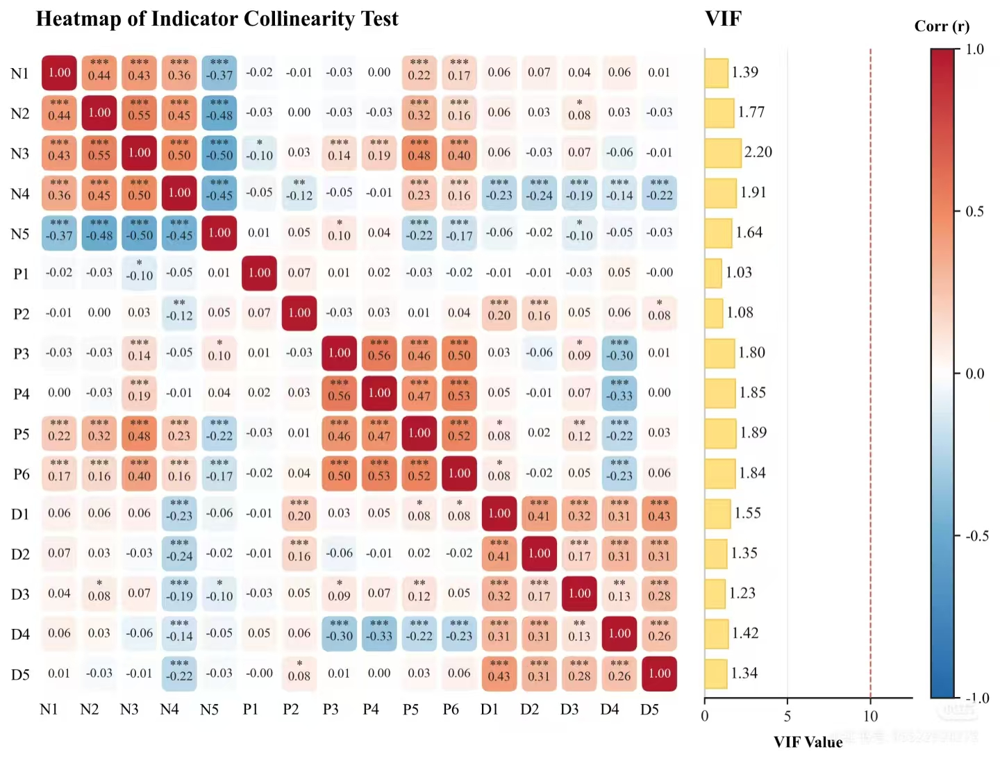 Heatmap of Indicator Collinearity Test
VIF
Corr (r)
N1 1.00 *** 0.44 *** 0.43 *** 0.36 *** -0.37 -0.02 -0.01 -0.03 0.00 *** 0.22 *** 0.17 0.06 0.07 0.04 0.06 0.01 1.39
N2 *** 0.44 1.00 *** 0.55 *** 0.45 *** -0.48 -0.03 0.00 -0.03 -0.03 *** 0.32 *** 0.16 0.06 0.03 * 0.08 0.03 -0.03 1.77
N3 *** 0.43 *** 0.55 1.00 *** 0.50 *** -0.50 * -0.10 0.03 *** 0.14 *** 0.19 *** 0.48 *** 0.40 0.06 -0.03 0.07 -0.06 -0.01 2.20
N4 *** 0.36 *** 0.45 *** 0.50 1.00 *** -0.45 -0.05 ** -0.12 -0.05 -0.01 *** 0.23 *** 0.16 *** -0.23 *** -0.24 *** -0.19 *** -0.14 *** -0.22 1.91
N5 *** -0.37 *** -0.48 *** -0.50 *** -0.45 1.00 0.01 0.05 * 0.10 0.04 *** -0.22 *** -0.17 -0.06 -0.02 * -0.10 -0.05 -0.03 1.64
P1 -0.02 -0.03 * -0.10 -0.05 0.01 1.00 0.07 0.01 0.02 -0.03 -0.02 -0.01 -0.01 -0.03 0.05 -0.00 1.03
P2 -0.01 0.00 0.03 ** -0.12 0.05 0.07 1.00 -0.03 0.03 0.01 0.04 *** 0.20 *** 0.16 0.05 0.06 * 0.08 1.08
P3 -0.03 -0.03 *** 0.14 -0.05 * 0.10 0.01 -0.03 1.00 *** 0.56 *** 0.46 *** 0.50 0.03 -0.06 * 0.09 *** -0.30 0.01 1.80
P4 0.00 -0.03 *** 0.19 -0.01 0.04 0.02 0.03 *** 0.56 1.00 *** 0.47 *** 0.53 0.05 -0.01 0.07 *** -0.33 0.00 1.85
P5 *** 0.22 *** 0.32 *** 0.48 *** 0.23 *** -0.22 -0.03 0.01 *** 0.46 *** 0.47 1.00 *** 0.52 * 0.08 0.02 ** 0.12 *** -0.22 0.03 1.89
P6 *** 0.17 *** 0.16 *** 0.40 *** 0.16 *** -0.17 -0.02 0.04 *** 0.50 *** 0.53 *** 0.52 1.00 * 0.08 -0.02 0.05 *** -0.23 0.06 1.84
D1 0.06 0.06 0.06 *** -0.23 -0.06 -0.01 *** 0.20 0.03 0.05 * 0.08 * 0.08 1.00 *** 0.41 *** 0.32 *** 0.31 *** 0.43 1.55
D2 0.07 0.03 -0.03 *** -0.24 -0.02 -0.01 *** 0.16 -0.06 -0.01 0.02 -0.02 *** 0.41 1.00 *** 0.17 *** 0.31 *** 0.31 1.35
D3 0.04 * 0.08 0.07 *** -0.19 * -0.10 -0.03 0.05 * 0.09 0.07 ** 0.12 0.05 *** 0.32 *** 0.17 1.00 ** 0.13 *** 0.28 1.23
D4 0.06 0.03 -0.06 *** -0.14 -0.05 0.05 0.06 *** -0.30 *** -0.33 *** -0.22 *** -0.23 *** 0.31 *** 0.31 ** 0.13 1.00 *** 0.26 1.42
D5 0.01 -0.03 -0.01 *** -0.22 -0.03 -0.00 * 0.08 0.01 0.00 0.03 0.06 *** 0.43 *** 0.31 *** 0.28 *** 0.26 1.00 1.34
N1 N2 N3 N4 N5 P1 P2 P3 P4 P5 P6 D1 D2 D3 D4 D5
0 5 10
VIF Value
1.0
0.5
0.0
-0.5
-1.0